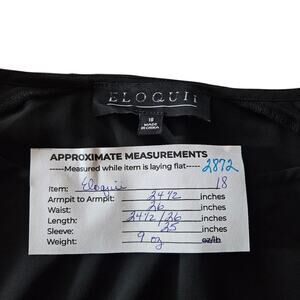 ELOQUII
18
MADE
IN CHINA
APPROXIMATE MEASUREMENTS
-----Measured while item is laying flat-----
2872
Item: Eloquii 18
Armpit to Armpit: 24 1/2 inches
Waist: 26 inches
Length: 24 1/2 / 26 inches
Sleeve: 25 inches
Weight: 9 oz oz/lb